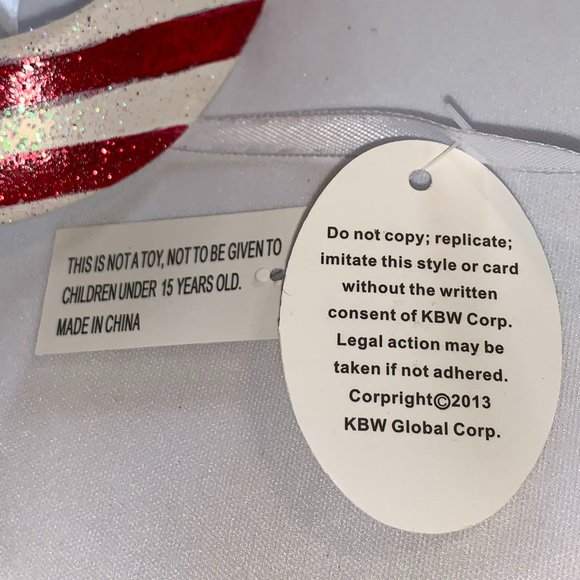 THIS IS NOT A TOY, NOT TO BE GIVEN TO
CHILDREN UNDER 15 YEARS OLD.
MADE IN CHINA
Do not copy; replicate;
imitate this style or card
without the written
consent of KBW Corp.
Legal action may be
taken if not adhered.
Corpright©2013
KBW Global Corp.